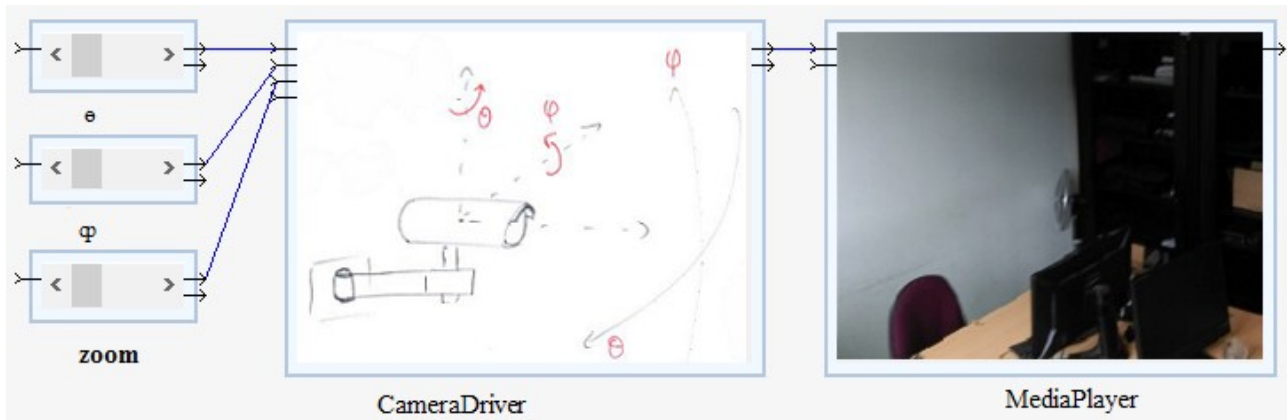 ө
φ
zoom
φ
θ
φ
θ
CameraDriver
MediaPlayer